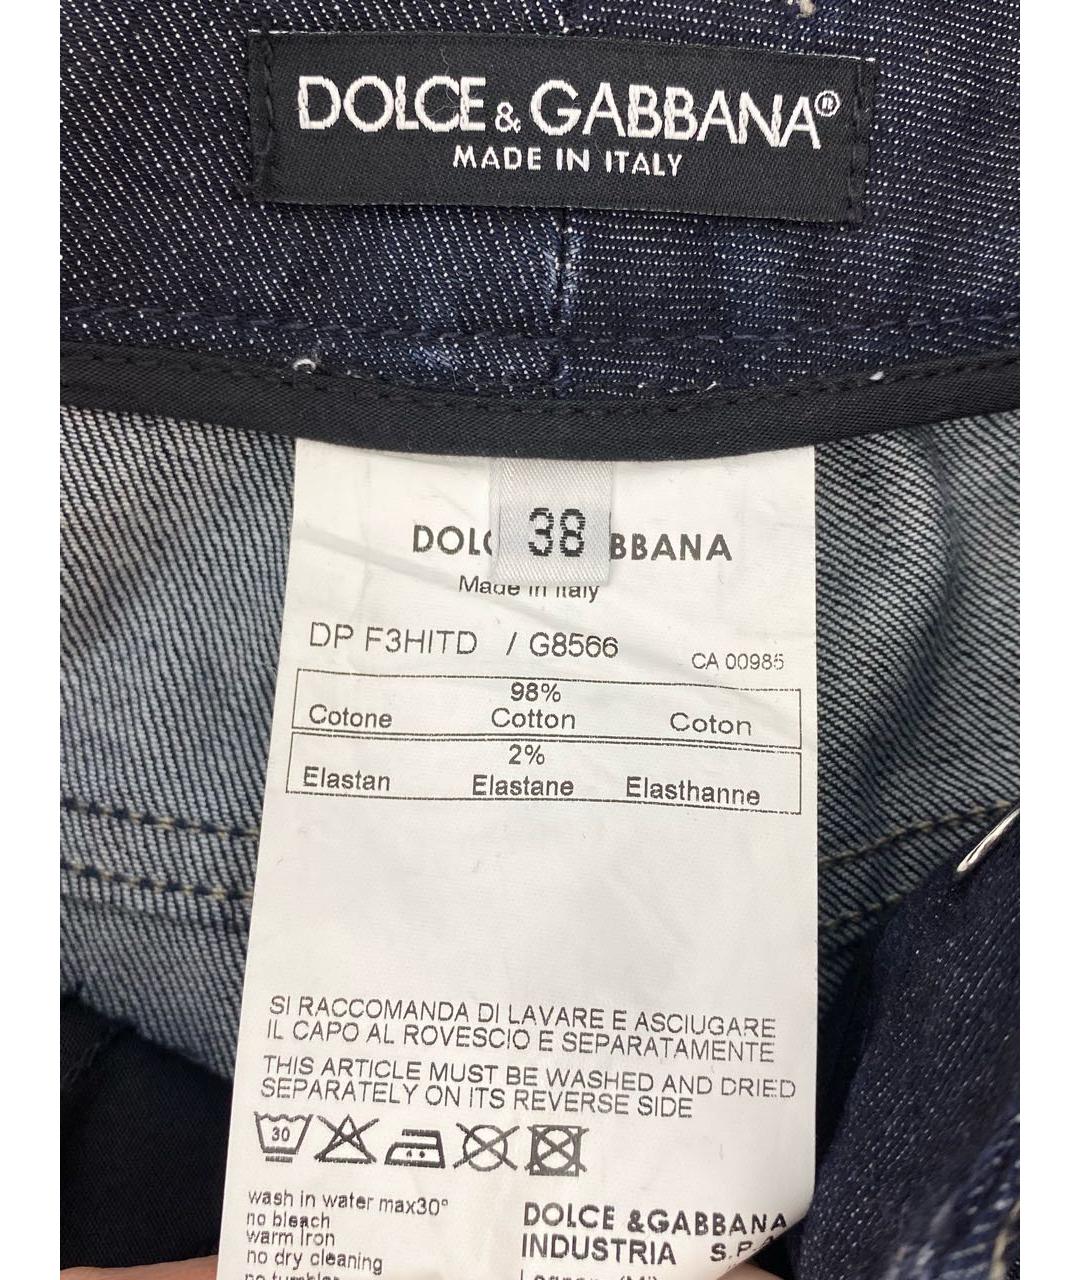 DOLCE & GABBANA®
MADE IN ITALY
38
DOL BBANA
Made in Italy
DP F3HITD / G8566
CA 00985
98%
Cotone Cotton Coton
2%
Elastan Elastane Elasthanne
SI RACCOMANDA DI LAVARE E ASCIUGARE
IL CAPO AL ROVESCIO E SEPARATAMENTE
THIS ARTICLE MUST BE WASHED AND DRIED
SEPARATELY ON ITS REVERSE SIDE
30
wash in water max30°
no bleach
warm iron
no dry cleaning
DOLCE &GABBANA
INDUSTRIA S.P.